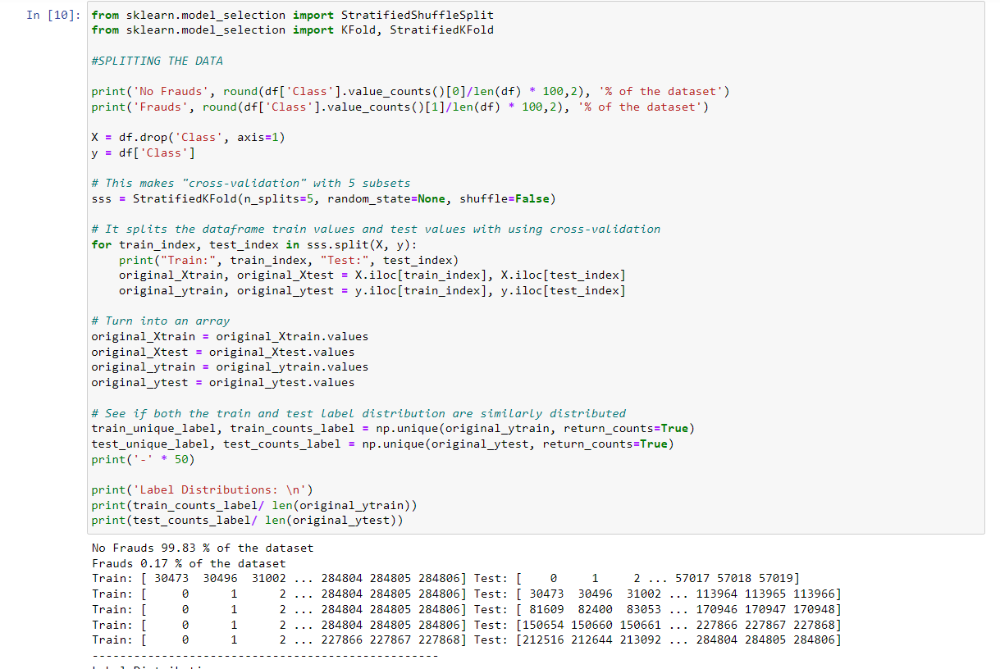 In [10]: from sklearn.model_selection import StratifiedShuffleSplit
from sklearn.model_selection import KFold, StratifiedKFold
#SPLITTING THE DATA
print('No Frauds', round(df['Class'].value_counts()[0]/len(df) * 100,2), '% of the dataset')
print('Frauds', round(df['Class'].value_counts()[1]/len(df) * 100,2), '% of the dataset')
X = df.drop('Class', axis=1)
y = df['Class']
# This makes "cross-validation" with 5 subsets
sss = StratifiedKFold(n_splits=5, random_state=None, shuffle=False)
# It splits the dataframe train values and test values with using cross-validation
for train_index, test_index in sss.split(X, y):
    print("Train:", train_index, "Test:", test_index)
    original_Xtrain, original_Xtest = X.iloc[train_index], X.iloc[test_index]
    original_ytrain, original_ytest = y.iloc[train_index], y.iloc[test_index]
# Turn into an array
original_Xtrain = original_Xtrain.values
original_Xtest = original_Xtest.values
original_ytrain = original_ytrain.values
original_ytest = original_ytest.values
# See if both the train and test label distribution are similarly distributed
train_unique_label, train_counts_label = np.unique(original_ytrain, return_counts=True)
test_unique_label, test_counts_label = np.unique(original_ytest, return_counts=True)
print('-' * 50)
print('Label Distributions: \n')
print(train_counts_label/ len(original_ytrain))
print(test_counts_label/ len(original_ytest))
No Frauds 99.83 % of the dataset
Frauds 0.17 % of the dataset
Train: [ 30473  30496  31002 ... 284804 284805 284806] Test: [    0     1     2 ... 57017 57018 57019]
Train: [     0      1      2 ... 284804 284805 284806] Test: [ 30473  30496  31002 ... 113964 113965 113966]
Train: [     0      1      2 ... 284804 284805 284806] Test: [ 81609  82400  83053 ... 170946 170947 170948]
Train: [     0      1      2 ... 284804 284805 284806] Test: [150654 150660 150661 ... 227866 227867 227868]
Train: [     0      1      2 ... 227866 227867 227868] Test: [212516 212644 213092 ... 284804 284805 284806]
--------------------------------------------------